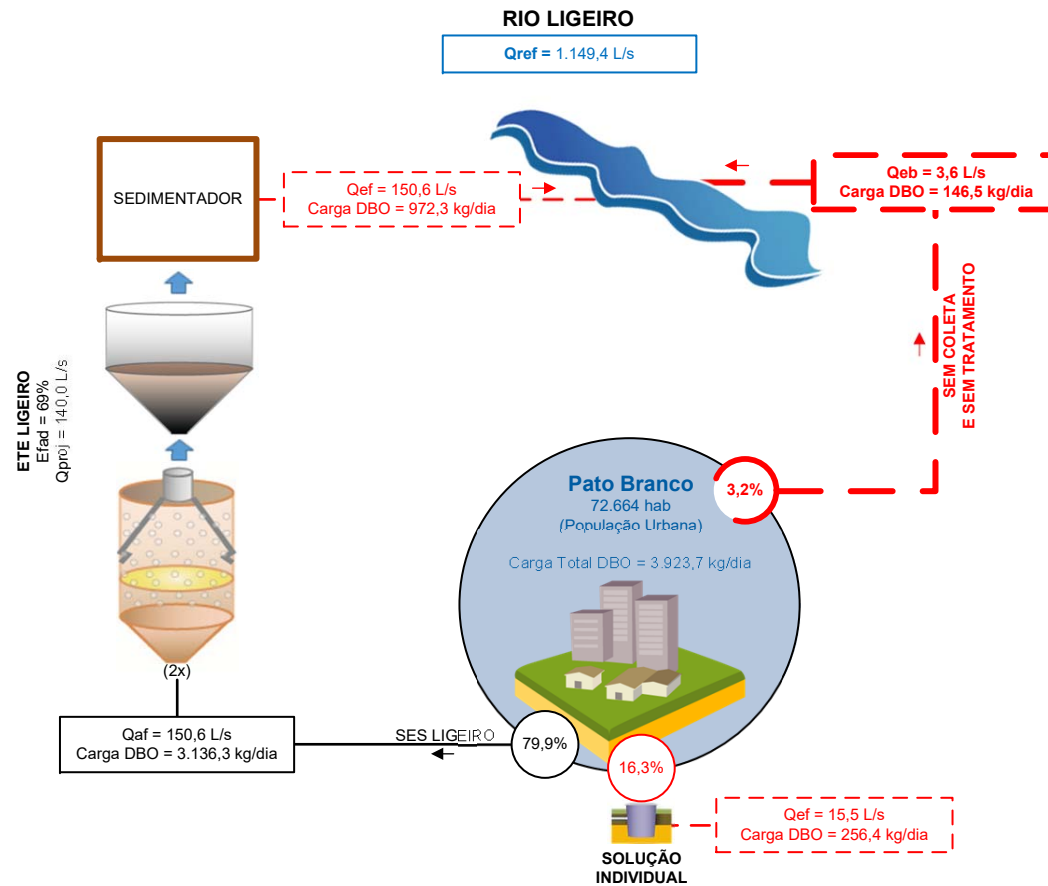 RIO LIGEIRO
Qref = 1.149,4 L/s
SEDIMENTADOR
Qef = 150,6 L/s
Carga DBO = 972,3 kg/dia
Qeb = 3,6 L/s
Carga DBO = 146,5 kg/dia
SEM COLETA
E SEM TRATAMENTO
ETE LIGEIRO
Efad = 69%
Qproj = 140,0 L/s
Pato Branco
72.664 hab
(População Urbana)
Carga Total DBO = 3.923,7 kg/dia
3,2%
(2x)
Qaf = 150,6 L/s
Carga DBO = 3.136,3 kg/dia
SES LIGEIRO
79,9%
16,3%
Qef = 15,5 L/s
Carga DBO = 256,4 kg/dia
SOLUÇÃO
INDIVIDUAL